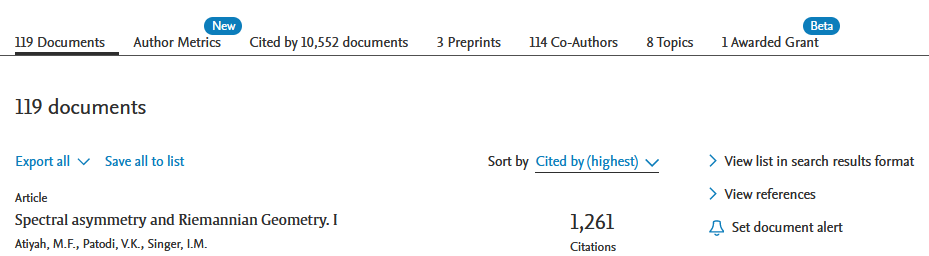 New
Beta
119 Documents Author Metrics Cited by 10,552 documents 3 Preprints 114 Co-Authors 8 Topics 1 Awarded Grant
119 documents
Export all Save all to list Sort by Cited by (highest) View list in search results format
View references
Article
Spectral asymmetry and Riemannian Geometry. I 1,261 Set document alert
Atiyah, M.F., Patodi, V.K., Singer, I.M. Citations